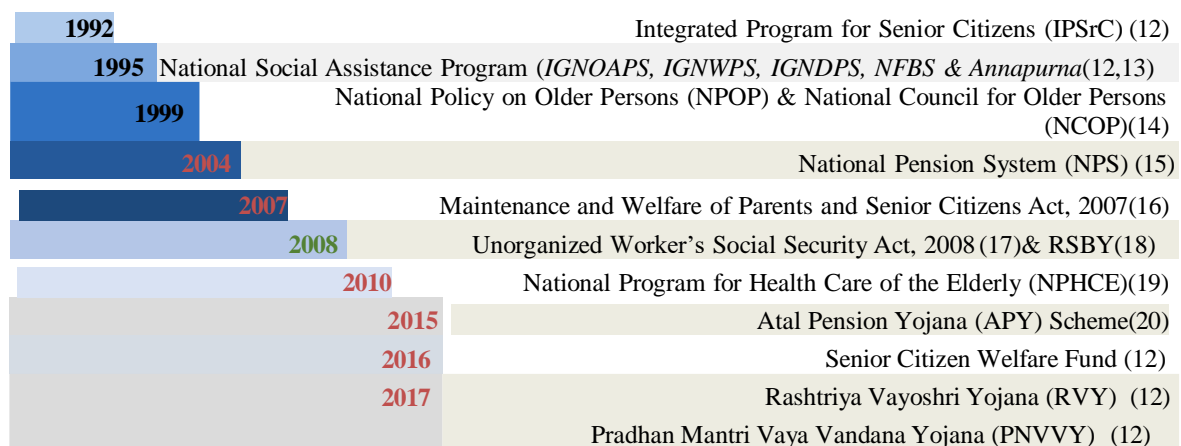 1992 Integrated Program for Senior Citizens (IPSrC) (12)
1995 National Social Assistance Program (IGNOAPS, IGNWPS, IGNDPS, NFBS & Annapurna(12,13)
1999 National Policy on Older Persons (NPOP) & National Council for Older Persons
(NCOP)(14)
2004 National Pension System (NPS) (15)
2007 Maintenance and Welfare of Parents and Senior Citizens Act, 2007(16)
2008 Unorganized Worker's Social Security Act, 2008 (17)& RSBY(18)
2010 National Program for Health Care of the Elderly (NPHCE)(19)
2015 Atal Pension Yojana (APY) Scheme(20)
2016 Senior Citizen Welfare Fund (12)
2017 Rashtriya Vayoshri Yojana (RVY) (12)
Pradhan Mantri Vaya Vandana Yojana (PNVVY) (12)